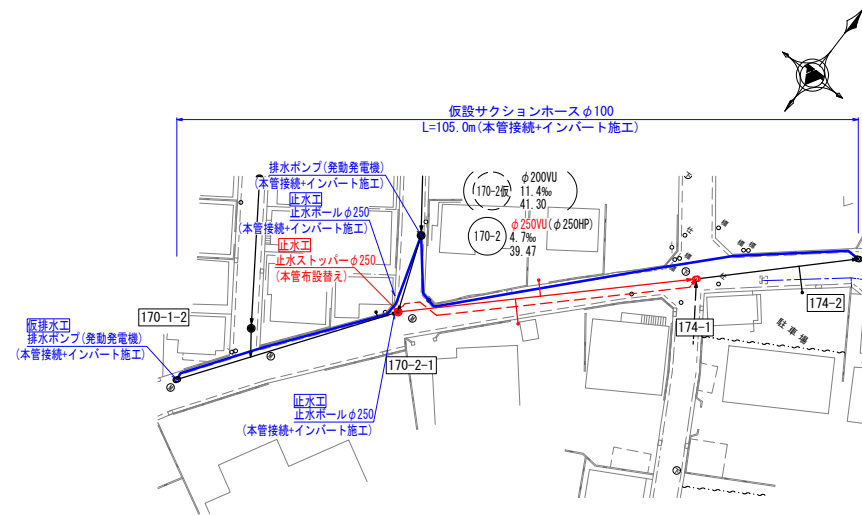 仮設サクションホースφ100
L=105.0m(本管接続+インバート施工)
排水ポンプ(発動発電機)
(本管接続+インバート施工)
止水工
止水ボールφ250
(本管接続+インバート施工)
止水工
止水ストッパーφ250
(本管布設替え)
170-2仮
φ200VU
11.4‰
41.30
170-2
φ250VU(φ250HP)
4.7‰
39.47
170-1-2
仮排水工
排水ポンプ(発動発電機)
(本管接続+インバート施工)
170-2-1
174-1
174-2
駐車場
止水工
止水ボールφ250
(本管接続+インバート施工)